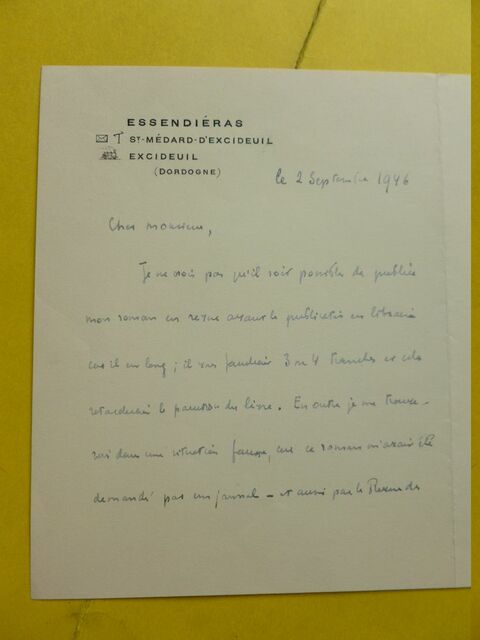 ESSENDIÉRAS
T ST-MÉDARD-D'EXCIDEUIL
EXCIDEUIL
(DORDOGNE)
le 2 Septembre 1946
Cher monsieur,
Je ne crois pas qu'il soit possible de publier
mon roman en revue avant la publication en librairie
car il est long ; il vous faudrait 3 ou 4 tranches et cela
retarderait la parution du livre. En outre je me trouve-
rais dans une situation fausse, car ce roman m'avait été
demandé par un journal – et aussi par la Revue des